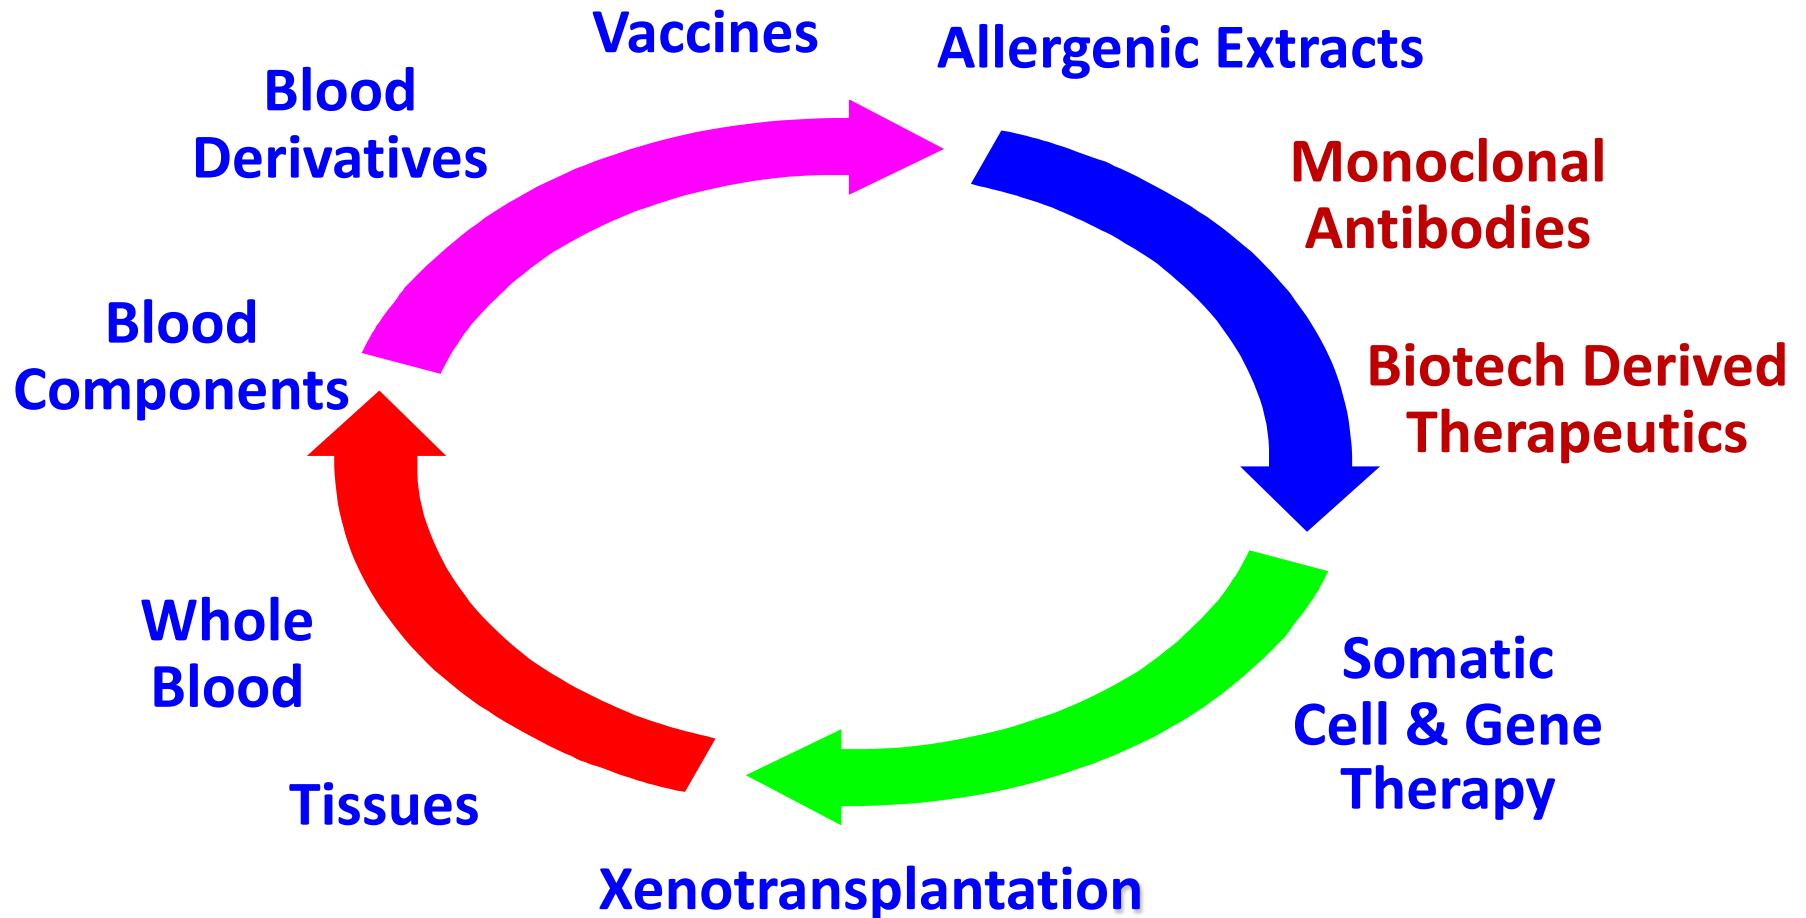 Vaccines
Allergenic Extracts
Blood
Derivatives
Monoclonal
Antibodies
Blood
Components
Biotech Derived
Therapeutics
Whole
Blood
Somatic
Cell & Gene
Therapy
Tissues
Xenotransplantation